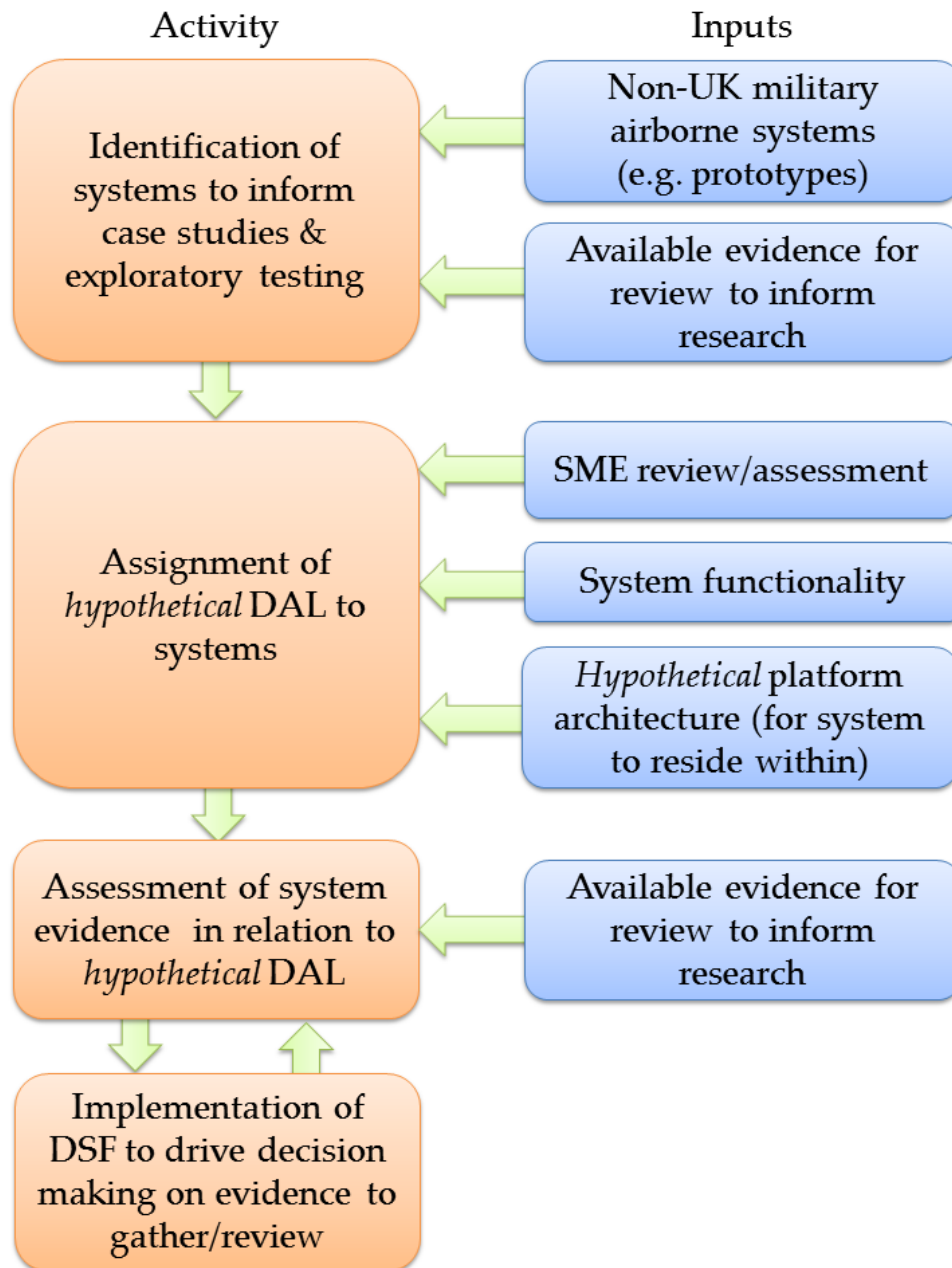 Activity
Inputs
Identification of
systems to inform
case studies &
exploratory testing
Non-UK military
airborne systems
(e.g. prototypes)
Available evidence for
review to inform
research
Assignment of
hypothetical DAL to
systems
SME review/assessment
System functionality
Hypothetical platform
architecture (for system
to reside within)
Assessment of system
evidence in relation to
hypothetical DAL
Available evidence for
review to inform
research
Implementation of
DSF to drive decision
making on evidence to
gather/review